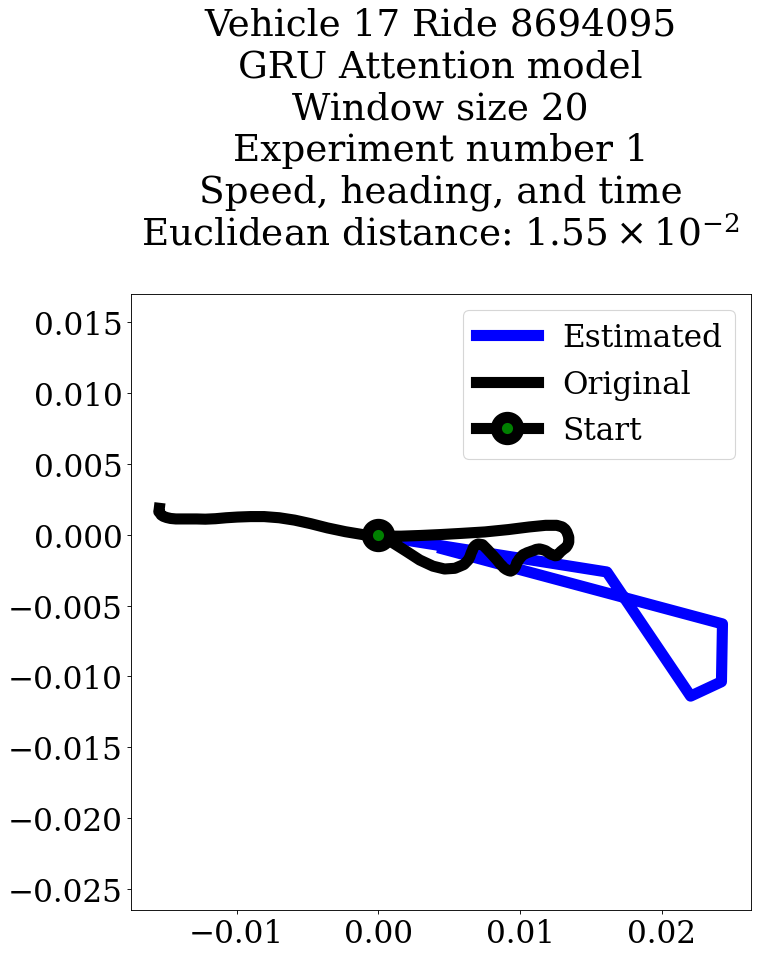 Vehicle 17 Ride 8694095
GRU Attention model
Window size 20
Experiment number 1
Speed, heading, and time
Euclidean distance: 1.55 × 10⁻²
Estimated
Original
Start
0.015
0.010
0.005
0.000
−0.005
−0.010
−0.015
−0.020
−0.025
−0.01 0.00 0.01 0.02